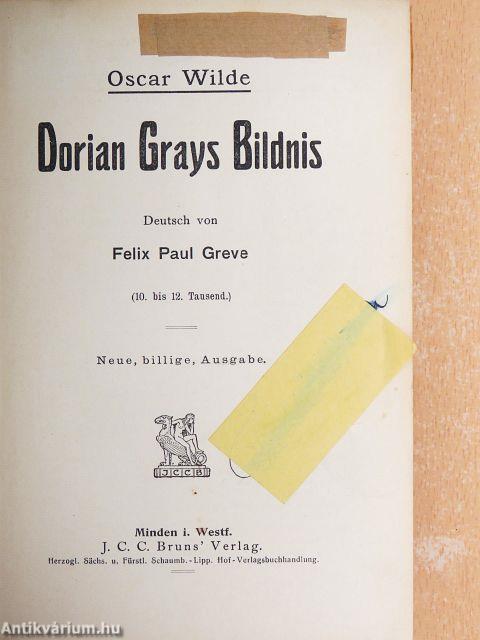 Oscar Wilde
Dorian Grays Bildnis
Deutsch von
Felix Paul Greve
(10. bis 12. Tausend.)
Neue, billige, Ausgabe.
JCCB
Minden i. Westf.
J. C. C. Bruns' Verlag.
Herzogl. Sächs. u. Fürstl. Schaumb.-Lipp. Hof-Verlagsbuchhandlung.
Antikvárium.hu